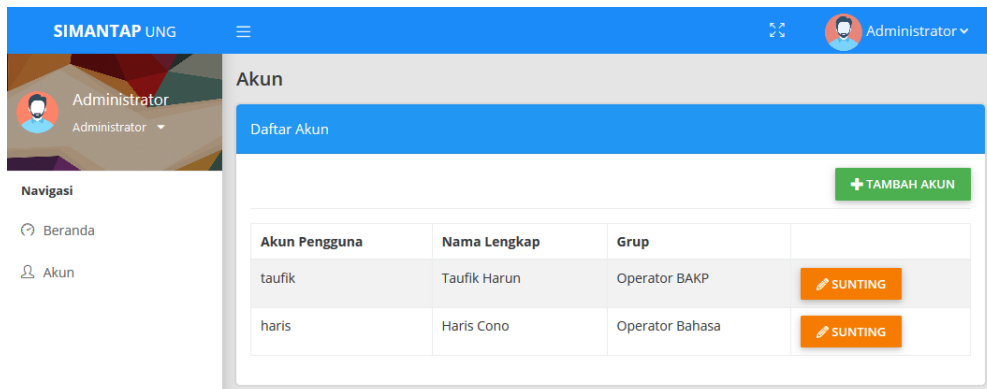 SIMANTAP UNG
Administrator
Administrator
Administrator
Navigasi
Beranda
Akun
Akun
Daftar Akun
TAMBAH AKUN
Akun Pengguna Nama Lengkap Grup
taufik Taufik Harun Operator BAKP SUNTING
haris Haris Cono Operator Bahasa SUNTING